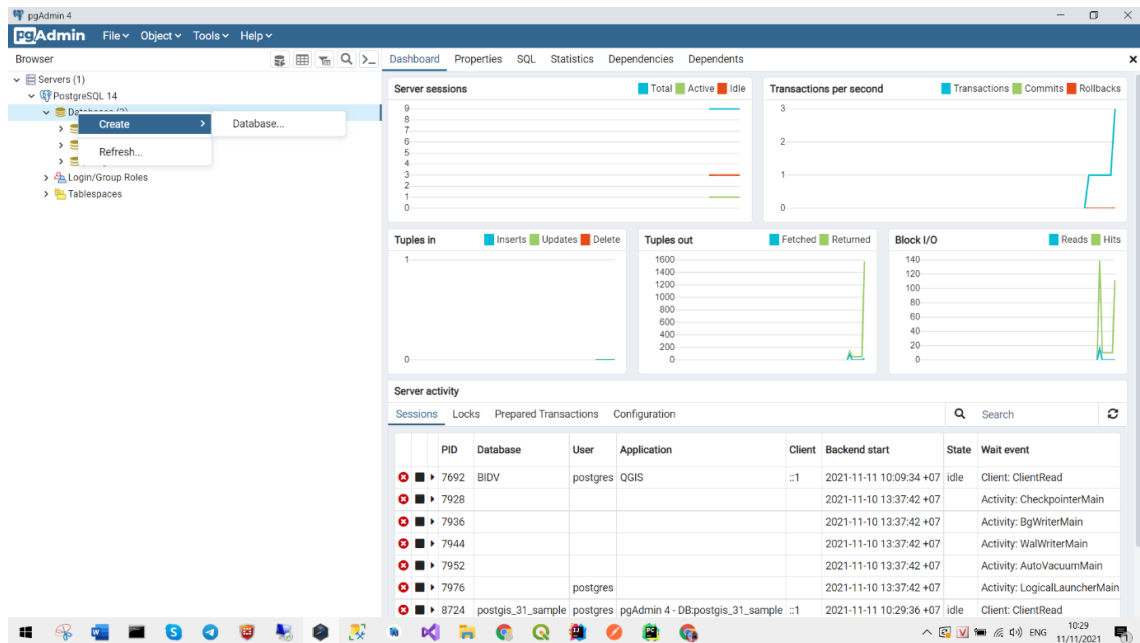 pgAdmin 4
pgAdmin File Object Tools Help
Browser
Dashboard Properties SQL Statistics Dependencies Dependents
Servers (1)
PostgreSQL 14
Create
Database...
Refresh...
Login/Group Roles
Tablespaces
Server sessions
Total Active Idle
9
8
7
6
5
4
3
2
1
0
Transactions per second
Transactions Commits Rollbacks
3
2
1
0
Tuples in
Inserts Updates Delete
1
0
Tuples out
Fetched Returned
1600
1400
1200
1000
800
600
400
200
0
Block I/O
Reads Hits
140
120
100
80
60
40
20
0
Server activity
Sessions Locks Prepared Transactions Configuration
Search
PID Database User Application Client Backend start State Wait event
7692 BIDV postgres QGIS ::1 2021-11-11 10:09:34 +07 idle Client: ClientRead
7928 2021-11-10 13:37:42 +07 Activity: CheckpointerMain
7936 2021-11-10 13:37:42 +07 Activity: BgWriterMain
7944 2021-11-10 13:37:42 +07 Activity: WalWriterMain
7952 2021-11-10 13:37:42 +07 Activity: AutoVacuumMain
7976 postgres 2021-11-10 13:37:42 +07 Activity: LogicalLauncherMain
8724 postgis_31_sample postgres pgAdmin 4 - DB:postgis_31_sample ::1 2021-11-11 10:29:36 +07 idle Client: ClientRead
ENG
10:29
11/11/2021